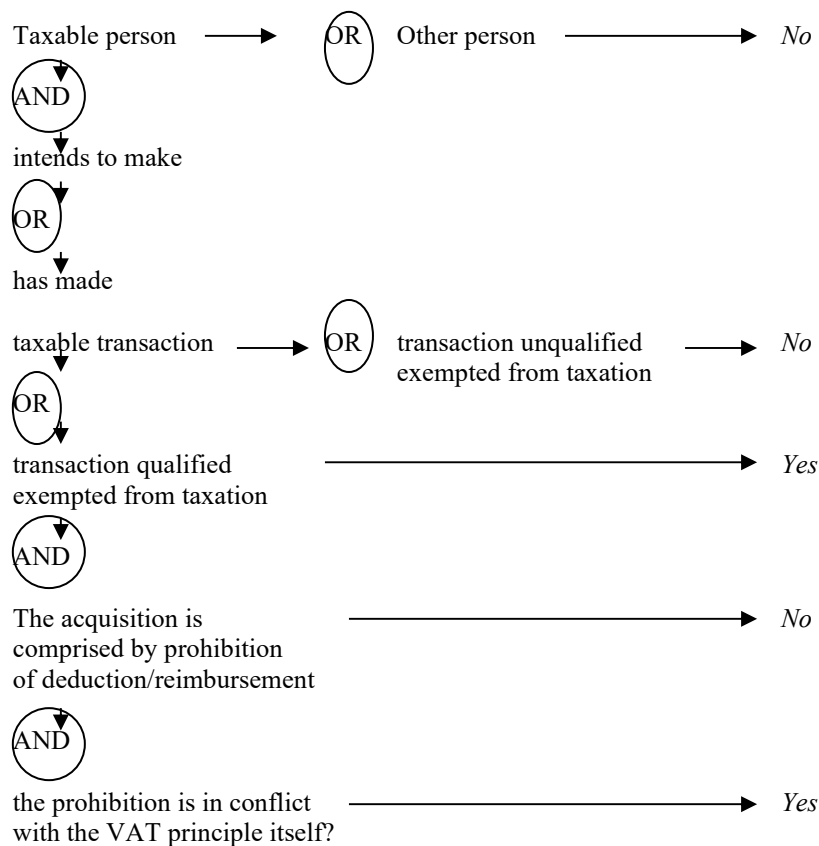 Taxable person OR Other person No
AND
intends to make
OR
has made
taxable transaction OR transaction unqualified No
exempted from taxation
OR
transaction qualified Yes
exempted from taxation
AND
The acquisition is No
comprised by prohibition
of deduction/reimbursement
AND
the prohibition is in conflict Yes
with the VAT principle itself?